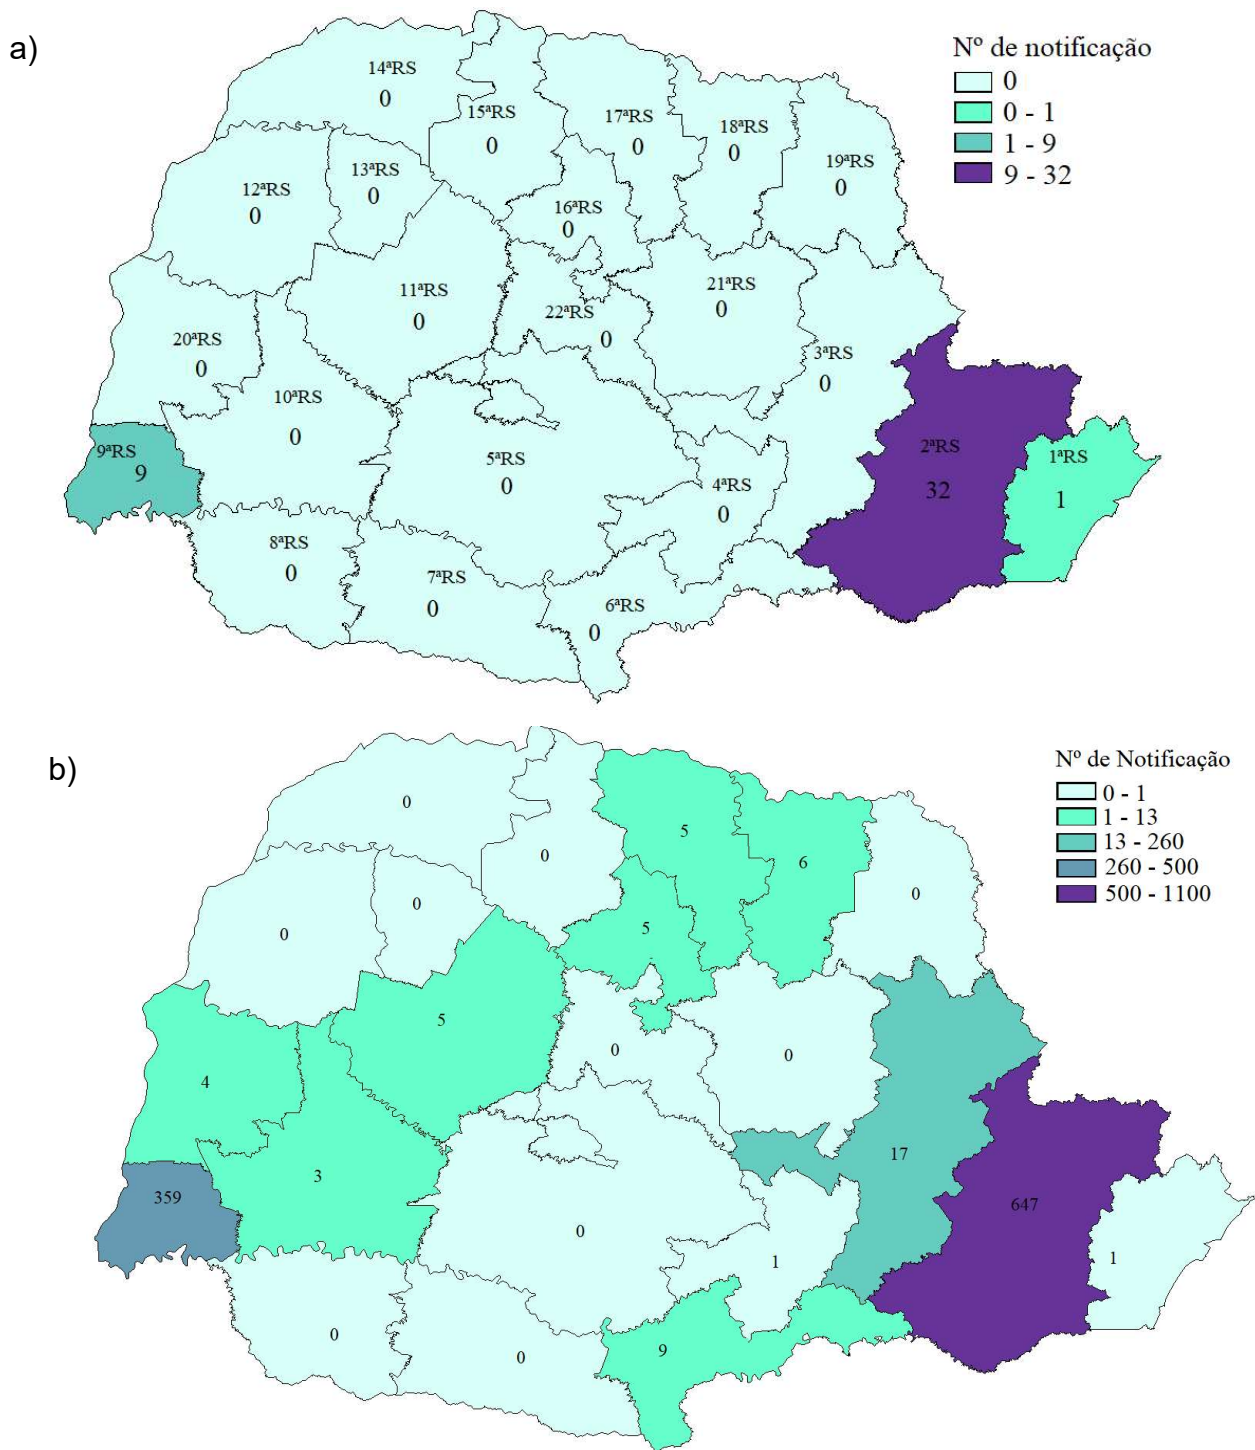 a)
Nº de notificação
0
0 - 1
1 - 9
9 - 32
14ªRS
0
15ªRS
0
17ªRS
0
18ªRS
0
19ªRS
0
13ªRS
0
12ªRS
0
16ªRS
0
11ªRS
0
21ªRS
0
22ªRS
0
20ªRS
0
3ªRS
0
10ªRS
0
9ªRS
9
5ªRS
0
2ªRS
32
1ªRS
1
4ªRS
0
8ªRS
0
7ªRS
0
6ªRS
0
b)
Nº de Notificação
0 - 1
1 - 13
13 - 260
260 - 500
500 - 1100
0
5
0
6
0
0
0
5
5
0
0
4
17
3
359
647
0
1
1
0
0
9